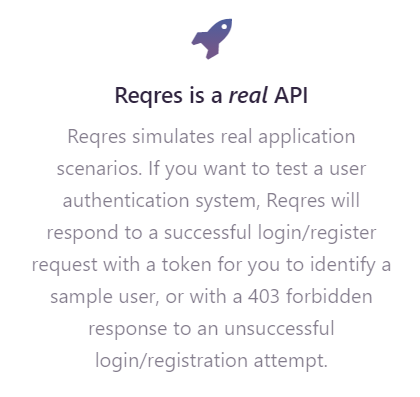 Reqres is a real API
Reqres simulates real application
scenarios. If you want to test a user
authentication system, Reqres will
respond to a successful login/register
request with a token for you to identify a
sample user, or with a 403 forbidden
response to an unsuccessful
login/registration attempt.